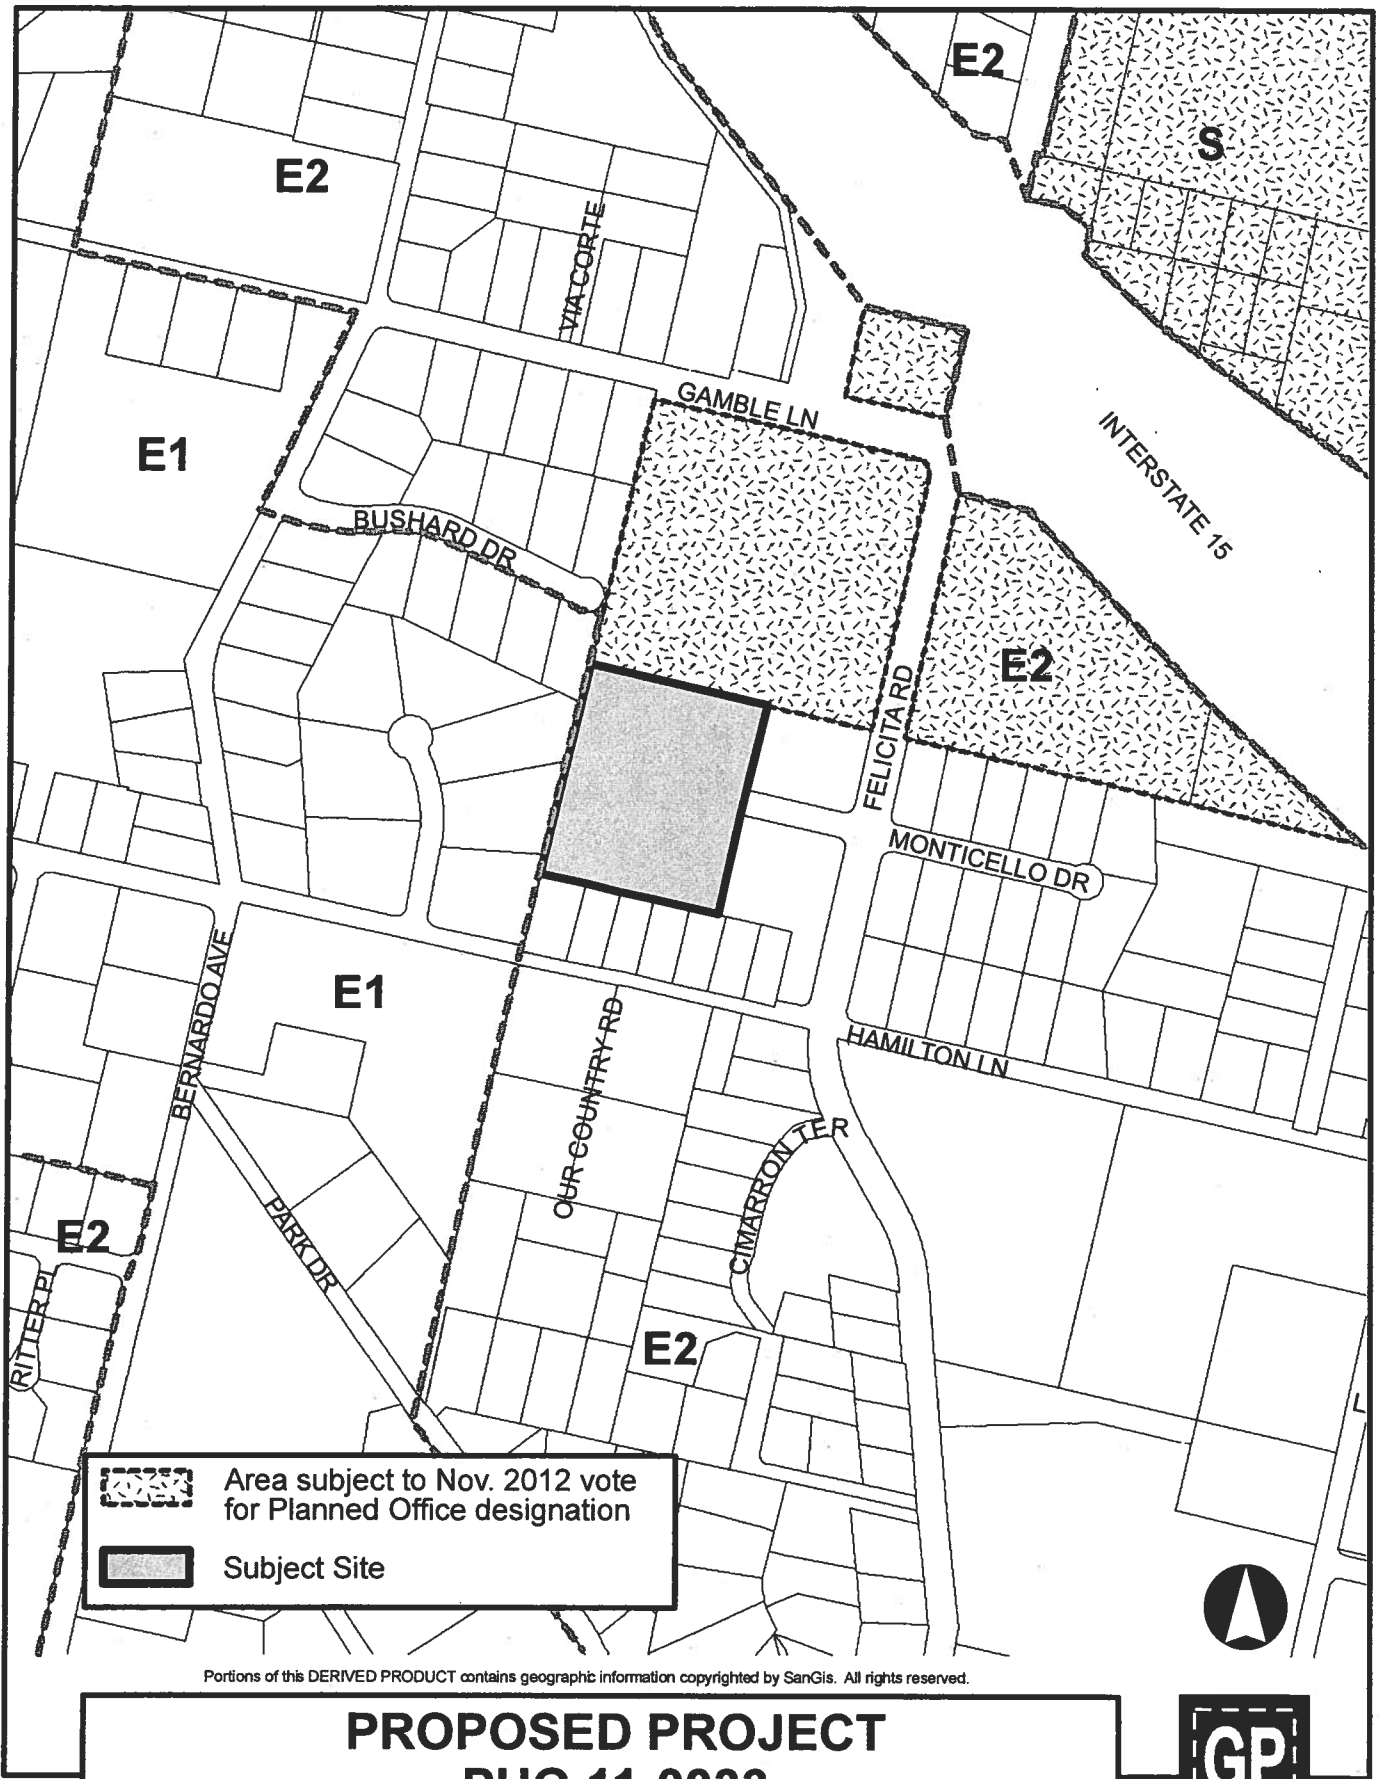 E2
S
E2
VIA CORTE
GAMBLE LN
INTERSTATE 15
E1
BUSHARD DR
E2
FELICITA RD
MONTICELLO DR
BERNARDO AVE
E1
OUR COUNTRY RD
HAMILTON LN
CIMARRON TER
PARK DR
E2
RITTER PL
E2
L
Area subject to Nov. 2012 vote
for Planned Office designation
Subject Site
Portions of this DERIVED PRODUCT contains geographic information copyrighted by SanGis. All rights reserved.
PROPOSED PROJECT
GP